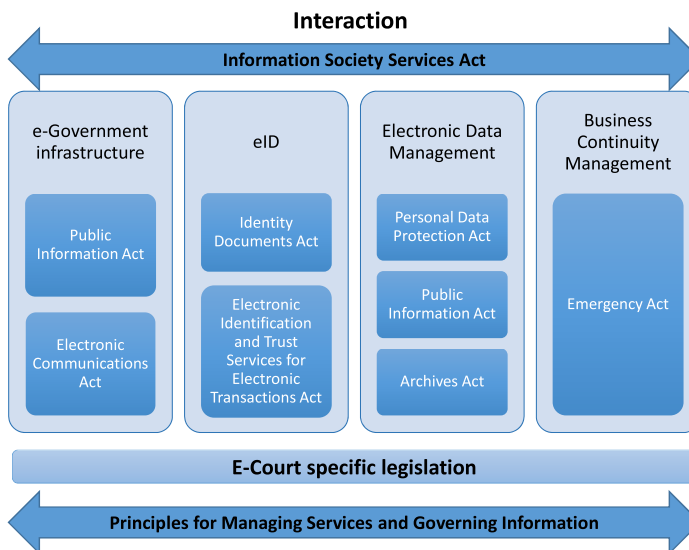 Interaction
Information Society Services Act
e-Government
infrastructure
Public
Information Act
Electronic
Communications
Act
eID
Identity
Documents Act
Electronic
Identification
and Trust
Services for
Electronic
Transactions Act
Electronic Data
Management
Personal Data
Protection Act
Public
Information Act
Archives Act
Business
Continuity
Management
Emergency Act
E-Court specific legislation
Principles for Managing Services and Governing Information